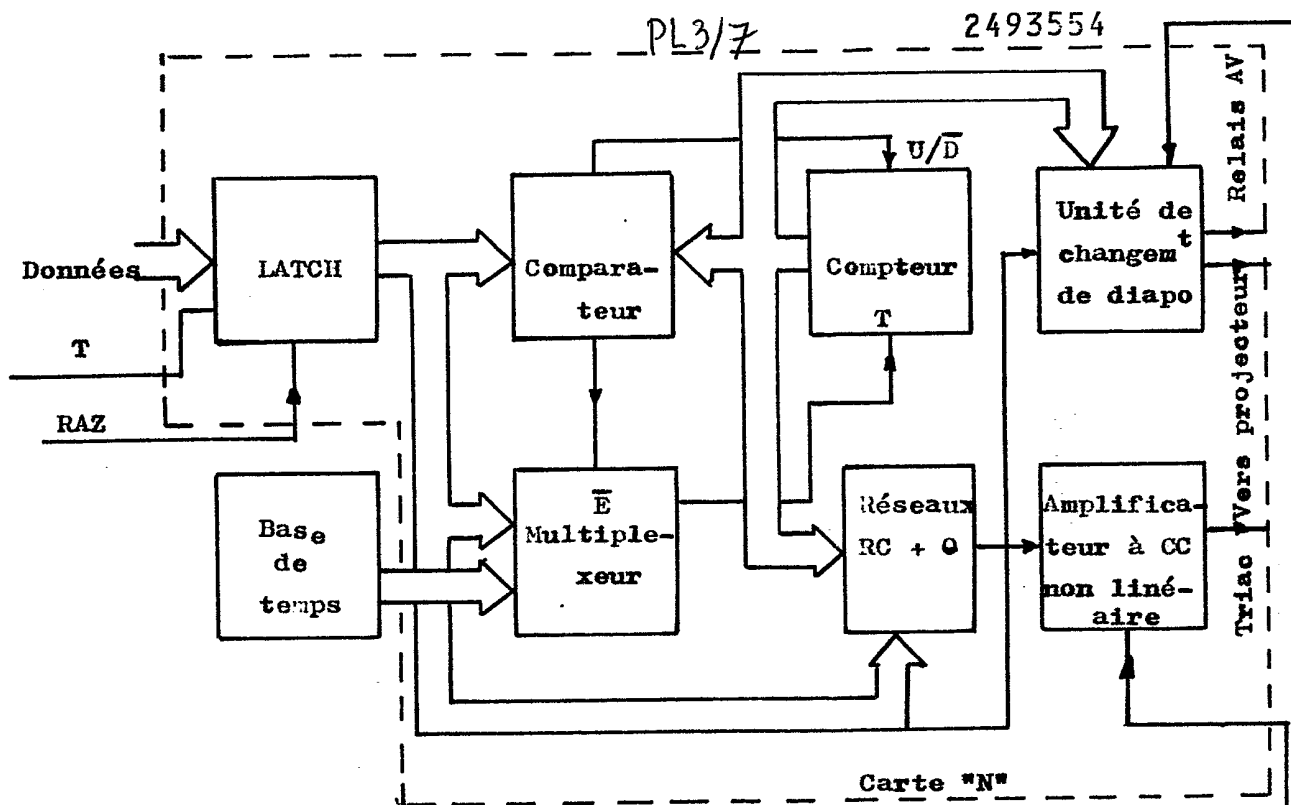 PL3/7 2493554
U/D̅
Relais AV
LATCH
Données
T
RAZ
Compara-
teur
Compteur
T
Unité de
changemᵗ
de diapo
Vers projecteur
Base
de
temps
E̅
Multiple-
xeur
Réseaux
RC + Θ
Amplifica-
teur à CC
non liné-
aire
Triac
Carte "N"